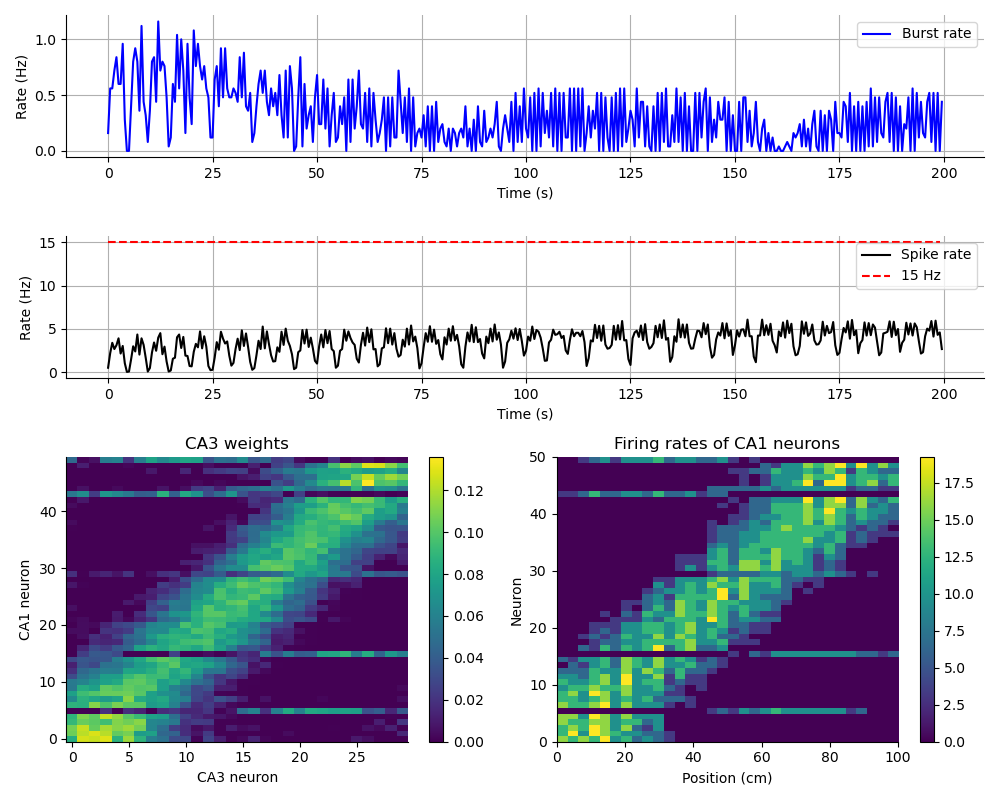 Rate (Hz)
1.0
0.5
0.0
Burst rate
0 25 50 75 100 125 150 175 200
Time (s)
Rate (Hz)
15
10
5
0
Spike rate
15 Hz
0 25 50 75 100 125 150 175 200
Time (s)
CA3 weights
CA1 neuron
40
30
20
10
0
0 5 10 15 20 25
CA3 neuron
0.12
0.10
0.08
0.06
0.04
0.02
0.00
Firing rates of CA1 neurons
Neuron
50
40
30
20
10
0
0 20 40 60 80 100
Position (cm)
17.5
15.0
12.5
10.0
7.5
5.0
2.5
0.0